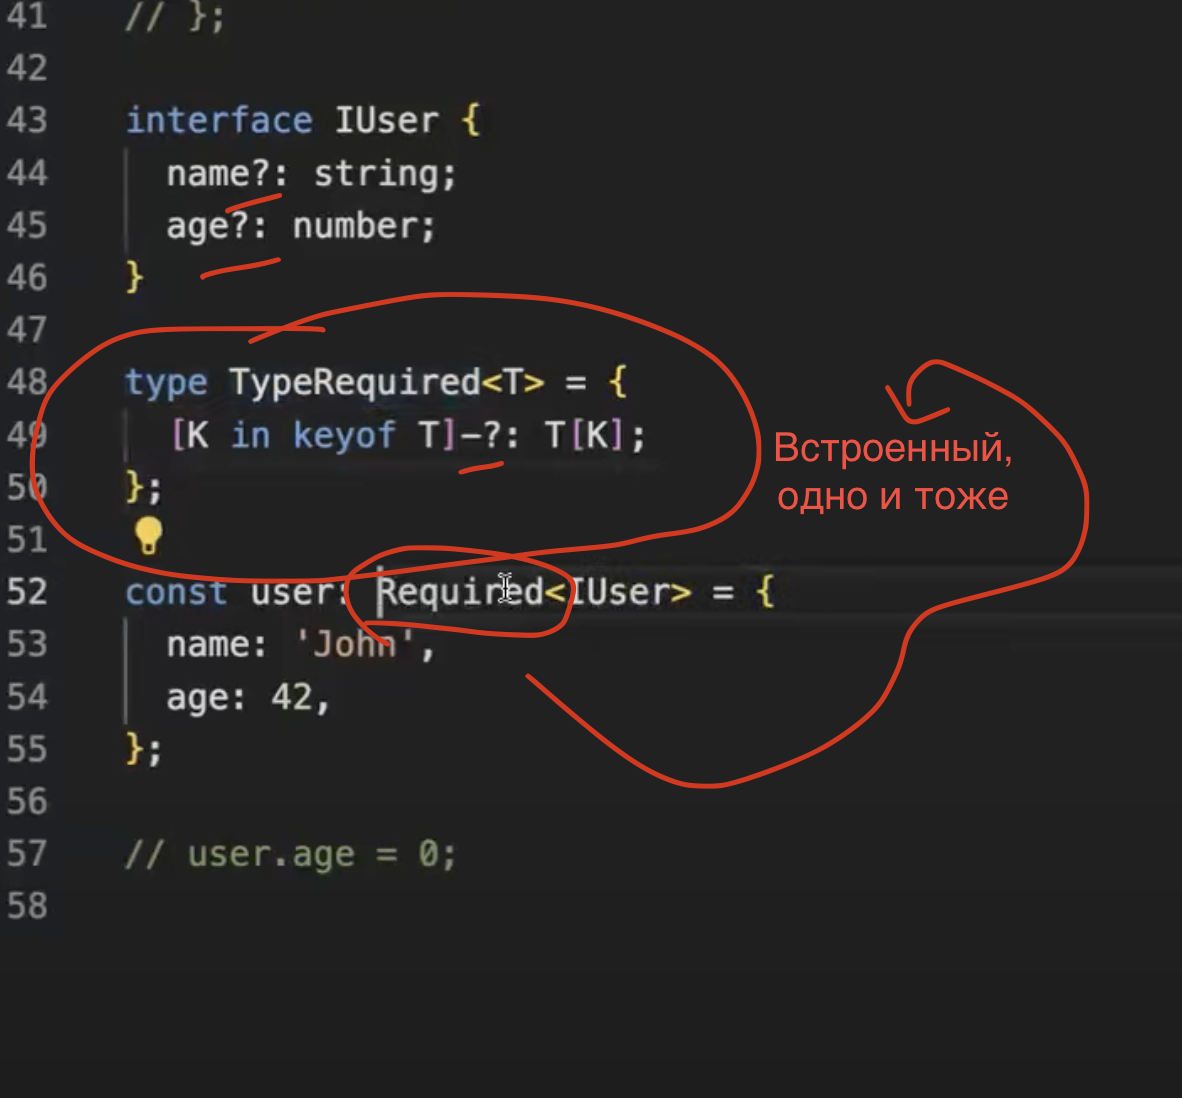 41 // };
42
43 interface IUser {
44 name?: string;
45 age?: number;
46 }
47
48 type TypeRequired<T> = {
49 [K in keyof T]-?: T[K];
50 };
51
Встроенный,
одно и тоже
52 const user: Required<IUser> = {
53 name: 'John',
54 age: 42,
55 };
56
57 // user.age = 0;
58